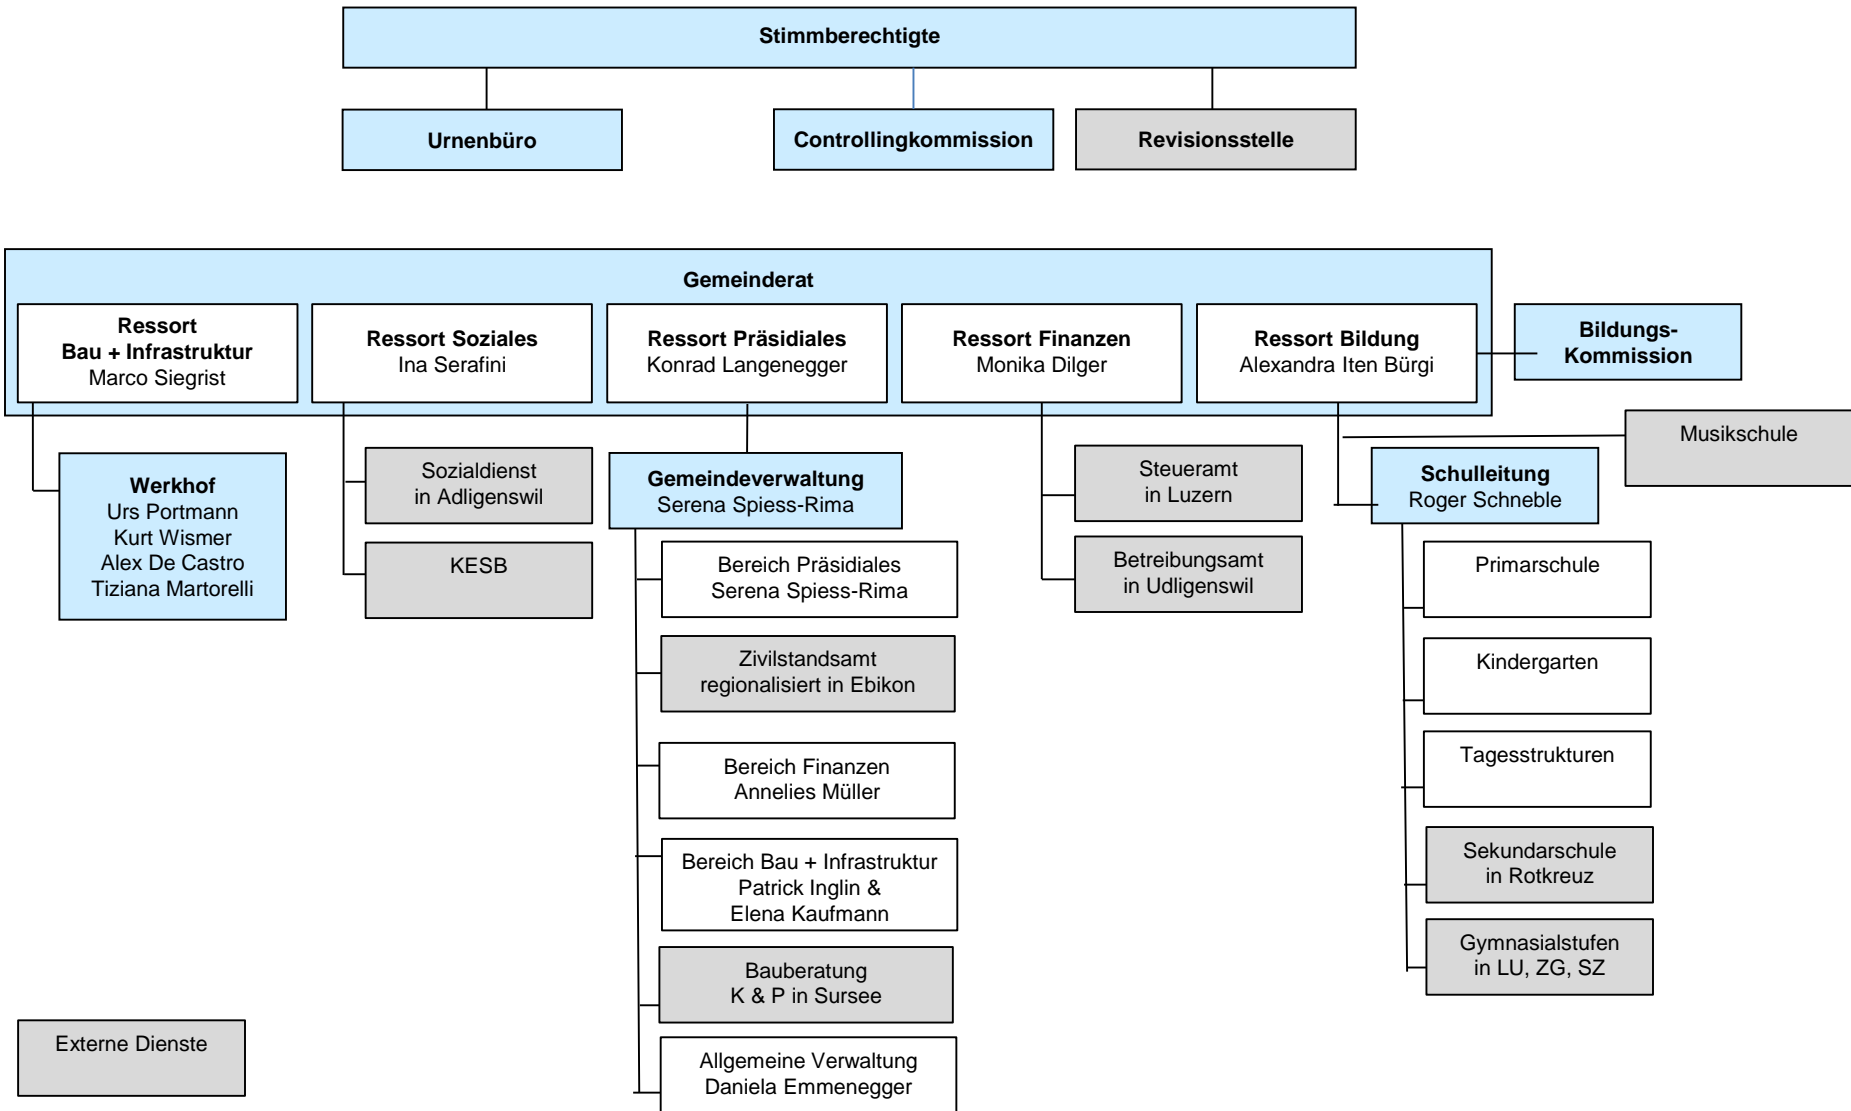 Stimmberechtigte
Urnenbüro
Controllingkommission
Revisionsstelle
Gemeinderat
Ressort
Bau + Infrastruktur
Marco Siegrist
Ressort Soziales
Ina Serafini
Ressort Präsidiales
Konrad Langenegger
Ressort Finanzen
Monika Dilger
Ressort Bildung
Alexandra Iten Bürgi
Bildungs-
Kommission
Musikschule
Werkhof
Urs Portmann
Kurt Wismer
Alex De Castro
Tiziana Martorelli
Sozialdienst
in Adligenswil
KESB
Gemeindeverwaltung
Serena Spiess-Rima
Bereich Präsidiales
Serena Spiess-Rima
Zivilstandsamt
regionalisiert in Ebikon
Bereich Finanzen
Annelies Müller
Bereich Bau + Infrastruktur
Patrick Inglin &
Elena Kaufmann
Bauberatung
K & P in Sursee
Allgemeine Verwaltung
Daniela Emmenegger
Steueramt
in Luzern
Betreibungsamt
in Udligenswil
Schulleitung
Roger Schneble
Primarschule
Kindergarten
Tagesstrukturen
Sekundarschule
in Rotkreuz
Gymnasialstufen
in LU, ZG, SZ
Externe Dienste